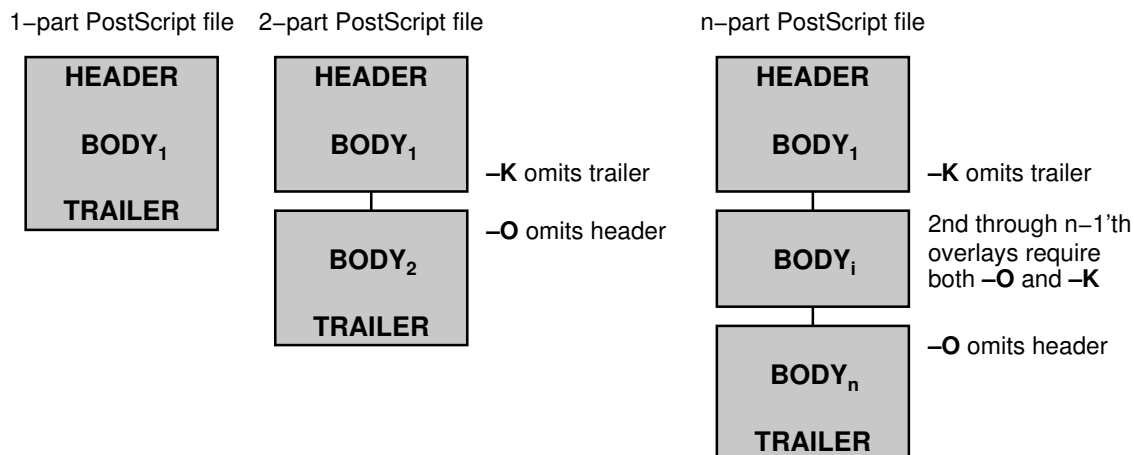 1−part PostScript file
HEADER
BODY₁
TRAILER
2−part PostScript file
HEADER
BODY₁
−K omits trailer
−O omits header
BODY₂
TRAILER
n−part PostScript file
HEADER
BODY₁
−K omits trailer
BODYᵢ
2nd through n−1'th
overlays require
both −O and −K
−O omits header
BODYₙ
TRAILER